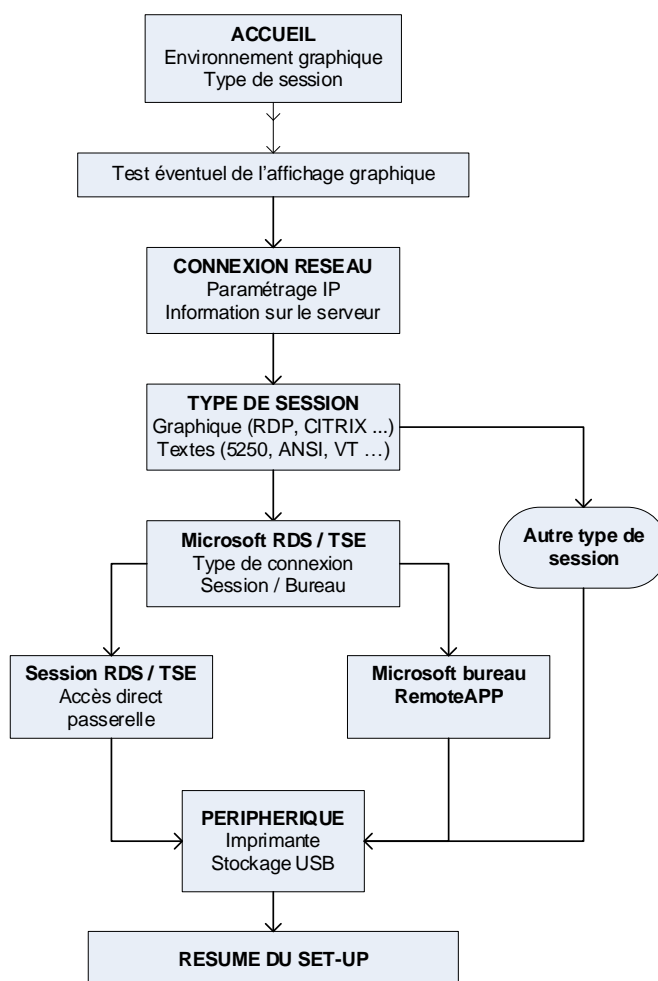 ACCUEIL
Environnement graphique
Type de session
Test éventuel de l’affichage graphique
CONNEXION RESEAU
Paramétrage IP
Information sur le serveur
TYPE DE SESSION
Graphique (RDP, CITRIX ...)
Textes (5250, ANSI, VT …)
Autre type de
session
Microsoft RDS / TSE
Type de connexion
Session / Bureau
Session RDS / TSE
Accès direct
passerelle
Microsoft bureau
RemoteAPP
PERIPHERIQUE
Imprimante
Stockage USB
RESUME DU SET-UP